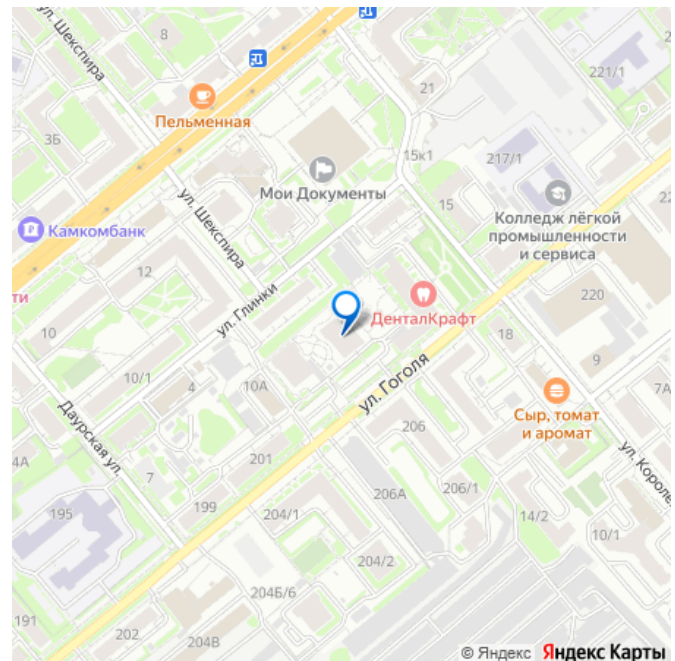 ул. Шекспира
8
221/1
21
Пельменная
3Б
15к1
217/1
Мои Документы
15
Колледж лёгкой
промышленности
и сервиса
22
ул. Шекспира
Камкомбанк
12
220
ти
ул. Глинки
ДенталКрафт
10
18
9
10/1
4
10А
ул. Гоголя
7А
Сыр, томат
и аромат
Даурская ул.
206
4А
7
201
ул. Короле
195
199
206А
206/1
204/1
14/2
10/1
204/2
204Б/6
191
202
204В
© Яндекс Яндекс Карты